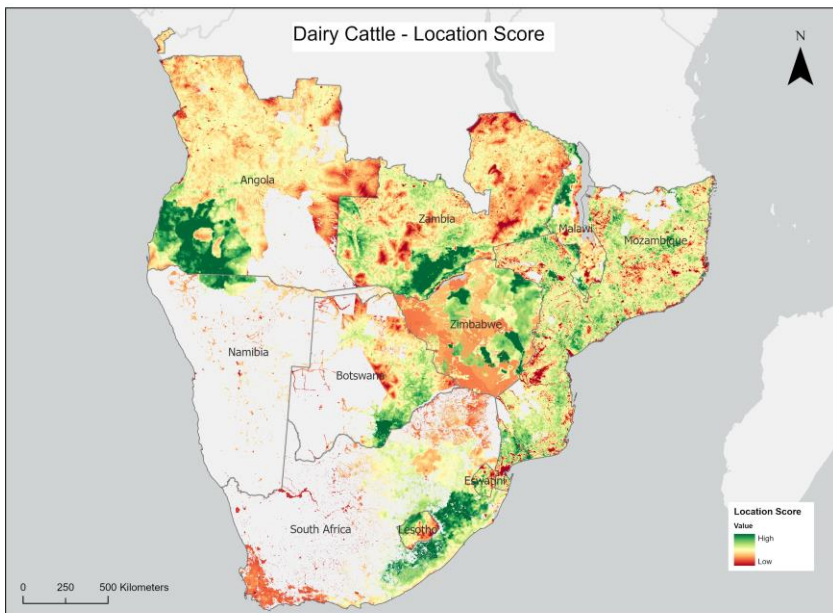 Dairy Cattle - Location Score
N
Angola
Zambia
Malawi
Mozambique
Zimbabwe
Namibia
Botswana
Eswatini
South Africa
Lesotho
Location Score
Value
High
Low
0 250 500 Kilometers